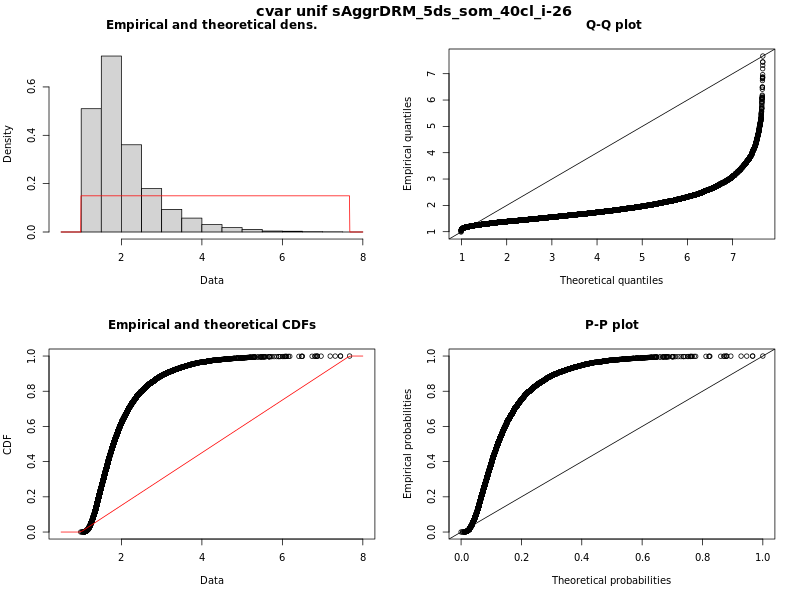 cvar unif sAggrDRM_5ds_som_40cl_i-26
Empirical and theoretical dens.
Density
0.0 0.2 0.4 0.6
2 4 6 8
Data
Q-Q plot
Empirical quantiles
1 2 3 4 5 6 7
1 2 3 4 5 6 7
Theoretical quantiles
Empirical and theoretical CDFs
CDF
0.0 0.2 0.4 0.6 0.8 1.0
2 4 6 8
Data
P-P plot
Empirical probabilities
0.0 0.2 0.4 0.6 0.8 1.0
0.0 0.2 0.4 0.6 0.8 1.0
Theoretical probabilities